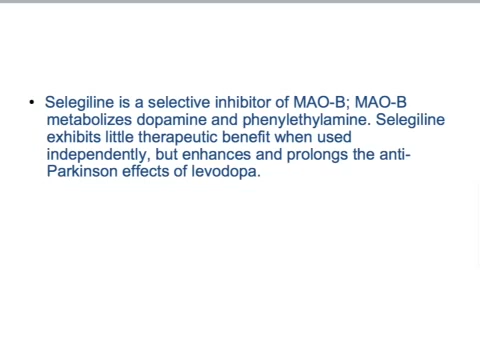 • Selegiline is a selective inhibitor of MAO-B; MAO-B
metabolizes dopamine and phenylethylamine. Selegiline
exhibits little therapeutic benefit when used
independently, but enhances and prolongs the anti-
Parkinson effects of levodopa.